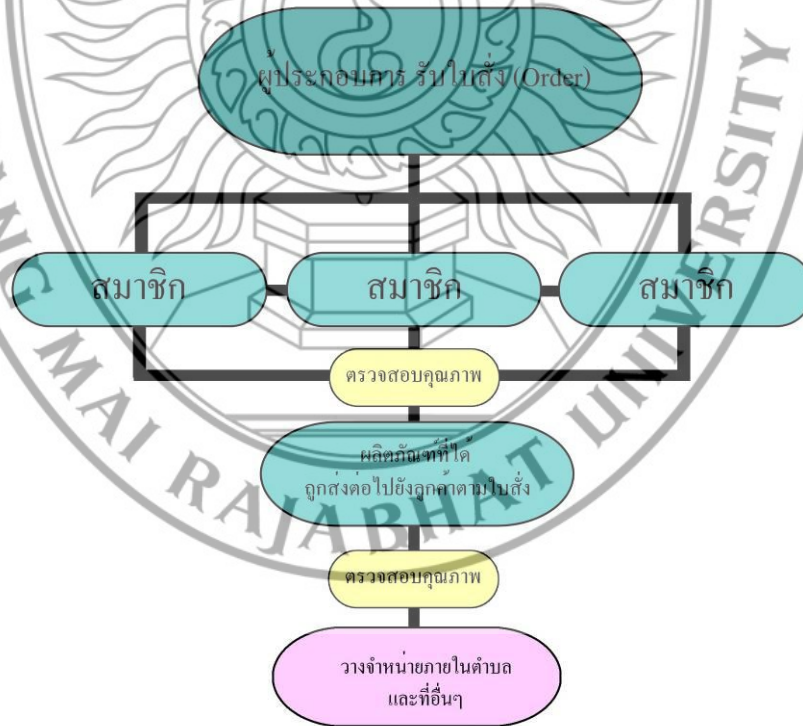 ผู้ประกอบการ รับใบสั่ง (Order)
สมาชิก
สมาชิก
สมาชิก
ตรวจสอบคุณภาพ
ผลิตภัณฑ์ที่ได้
ถูกส่งต่อไปยังลูกค้าตามใบสั่ง
ตรวจสอบคุณภาพ
วางจำหน่ายภายในตำบล
และที่อื่นๆ
NG MAI RAJABHAT UNIVERSITY